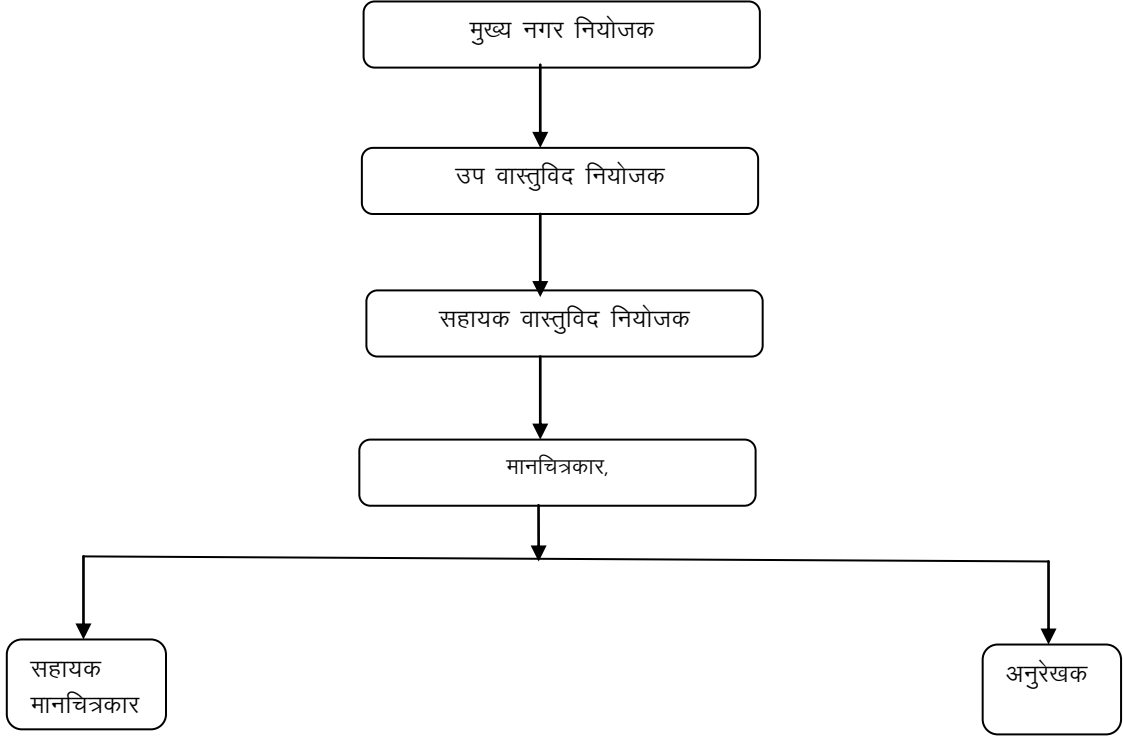 मुख्य नगर नियोजक
उप वास्तुविद नियोजक
सहायक वास्तुविद नियोजक
मानचित्रकार,
सहायक
मानचित्रकार
अनुरेखक